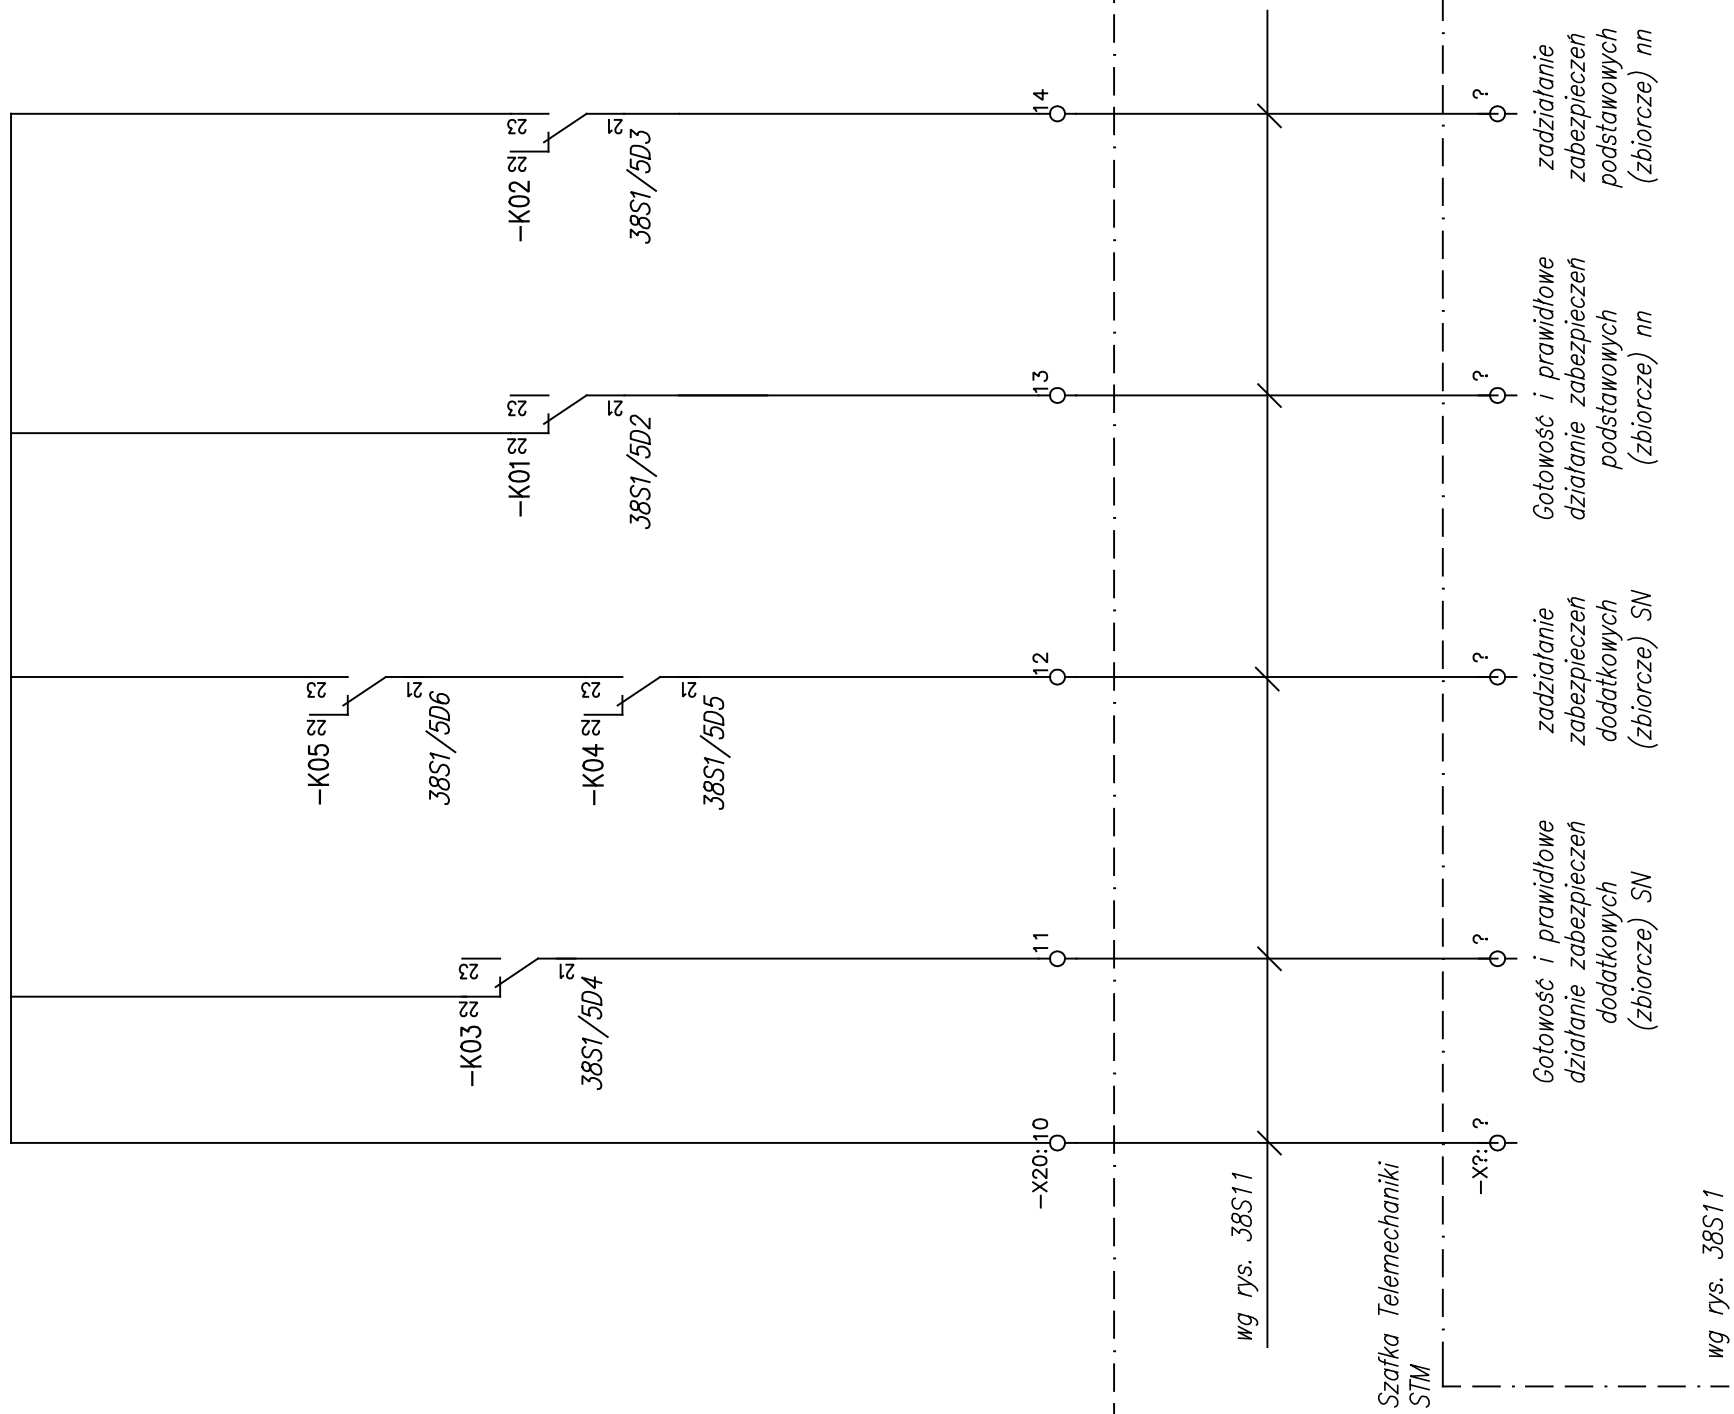 -K05
22
23
21
38S1/5D6
-K03
22
23
21
38S1/5D4
-K04
22
23
21
38S1/5D5
-K01
22
23
21
38S1/5D2
-K02
22
23
21
38S1/5D3
-X20:10
11
12
13
14
wg rys. 38S11
Szafka Telemechaniki
STM
-X?: ?
?
?
?
?
Gotowość i prawidłowe
działanie zabezpieczeń
dodatkowych
(zbiorcze) SN
zadziałanie
zabezpieczeń
dodatkowych
(zbiorcze) SN
Gotowość i prawidłowe
działanie zabezpieczeń
podstawowych
(zbiorcze) nn
zadziałanie
zabezpieczeń
podstawowych
(zbiorcze) nn
wg rys. 38S11